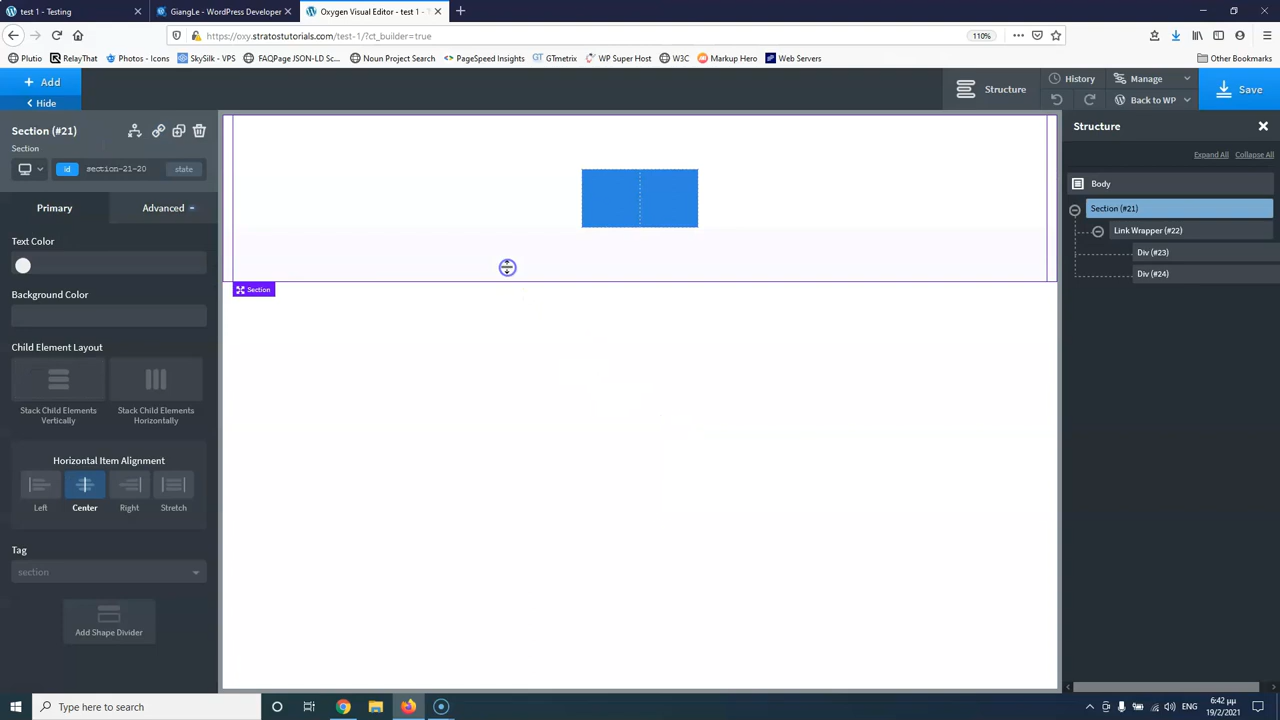 test 1 - Testing
GiangLe - WordPress Developer
Oxygen Visual Editor - test 1 -
https://oxy.stratostutorials.com/test-1/?ct_builder=true
110%
Plutio
RelayThat
Photos - Icons
SkySilk - VPS
FAQPage JSON-LD Sc...
Noun Project Search
PageSpeed Insights
GTmetrix
WP Super Host
W3C
Markup Hero
Web Servers
Other Bookmarks
+ Add
Hide
Structure
History
Manage
Back to WP
Save
Section (#21)
Section
id
section-21-20
state
Primary
Advanced
Text Color
Background Color
Child Element Layout
Stack Child Elements Vertically
Stack Child Elements Horizontally
Horizontal Item Alignment
Left
Center
Right
Stretch
Tag
section
Add Shape Divider
Section
Structure
Expand All
Collapse All
Body
Section (#21)
Link Wrapper (#22)
Div (#23)
Div (#24)
Type here to search
ENG
6:42 μμ
19/2/2021